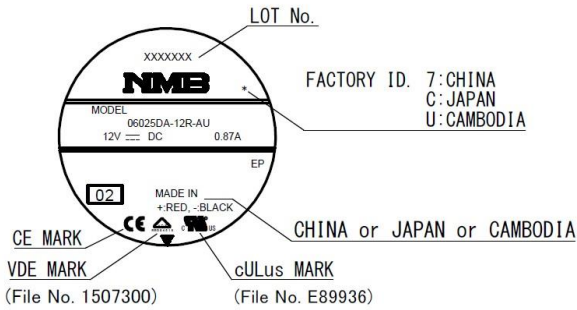 LOT No.
XXXXXXX
NMB
*
FACTORY ID. 7:CHINA
C:JAPAN
U:CAMBODIA
MODEL
06025DA-12R-AU
12V ⎓ DC 0.87A
EP
02
MADE IN
+:RED, -:BLACK
CHINA or JAPAN or CAMBODIA
CE
c UL US
CE MARK
VDE MARK
(File No. 1507300)
cULus MARK
(File No. E89936)